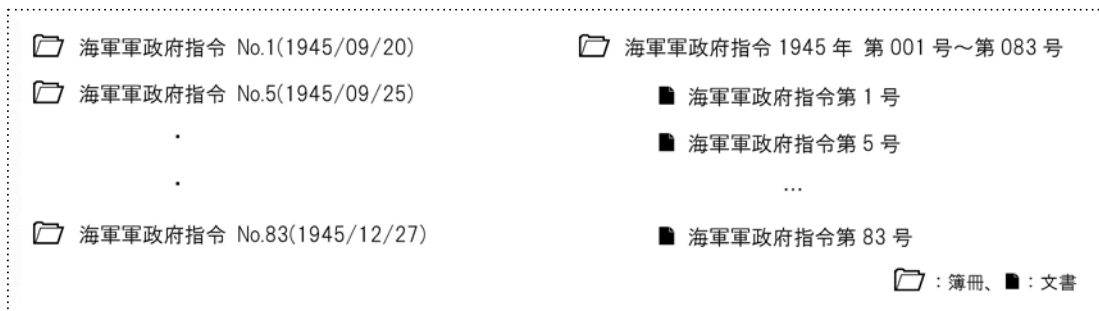 海軍軍政府指令 No.1(1945/09/20)
海軍軍政府指令 No.5(1945/09/25)
・
・
海軍軍政府指令 No.83(1945/12/27)
海軍軍政府指令 1945 年 第 001 号～第 083 号
海軍軍政府指令第 1 号
海軍軍政府指令第 5 号
…
海軍軍政府指令第 83 号
：簿冊、：文書